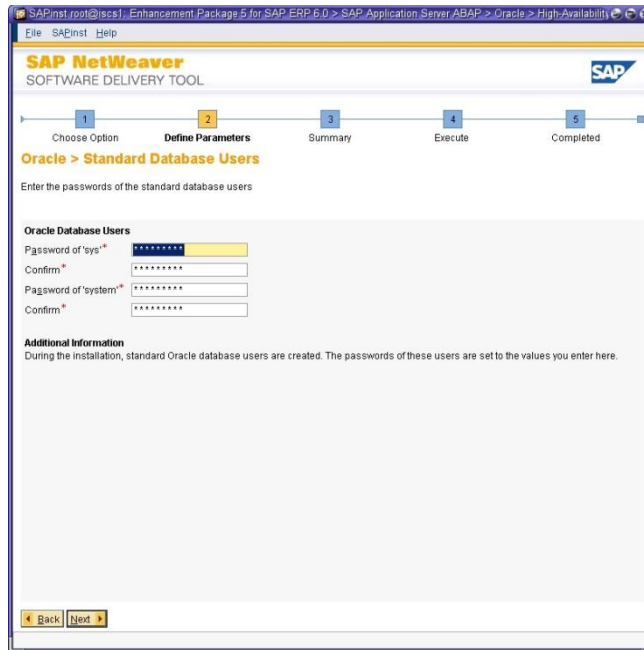 SAPinst root@iscs1: Enhancement Package 5 for SAP ERP 6.0 > SAP Application Server ABAP > Oracle > High-Availability
File SAPinst Help
SAP NetWeaver
SOFTWARE DELIVERY TOOL
SAP
1 2 3 4 5
Choose Option Define Parameters Summary Execute Completed
Oracle > Standard Database Users
Enter the passwords of the standard database users
Oracle Database Users
Password of 'sys'* *********
Confirm* *********
Password of 'system'* *********
Confirm* *********
Additional Information
During the installation, standard Oracle database users are created. The passwords of these users are set to the values you enter here.
Back Next